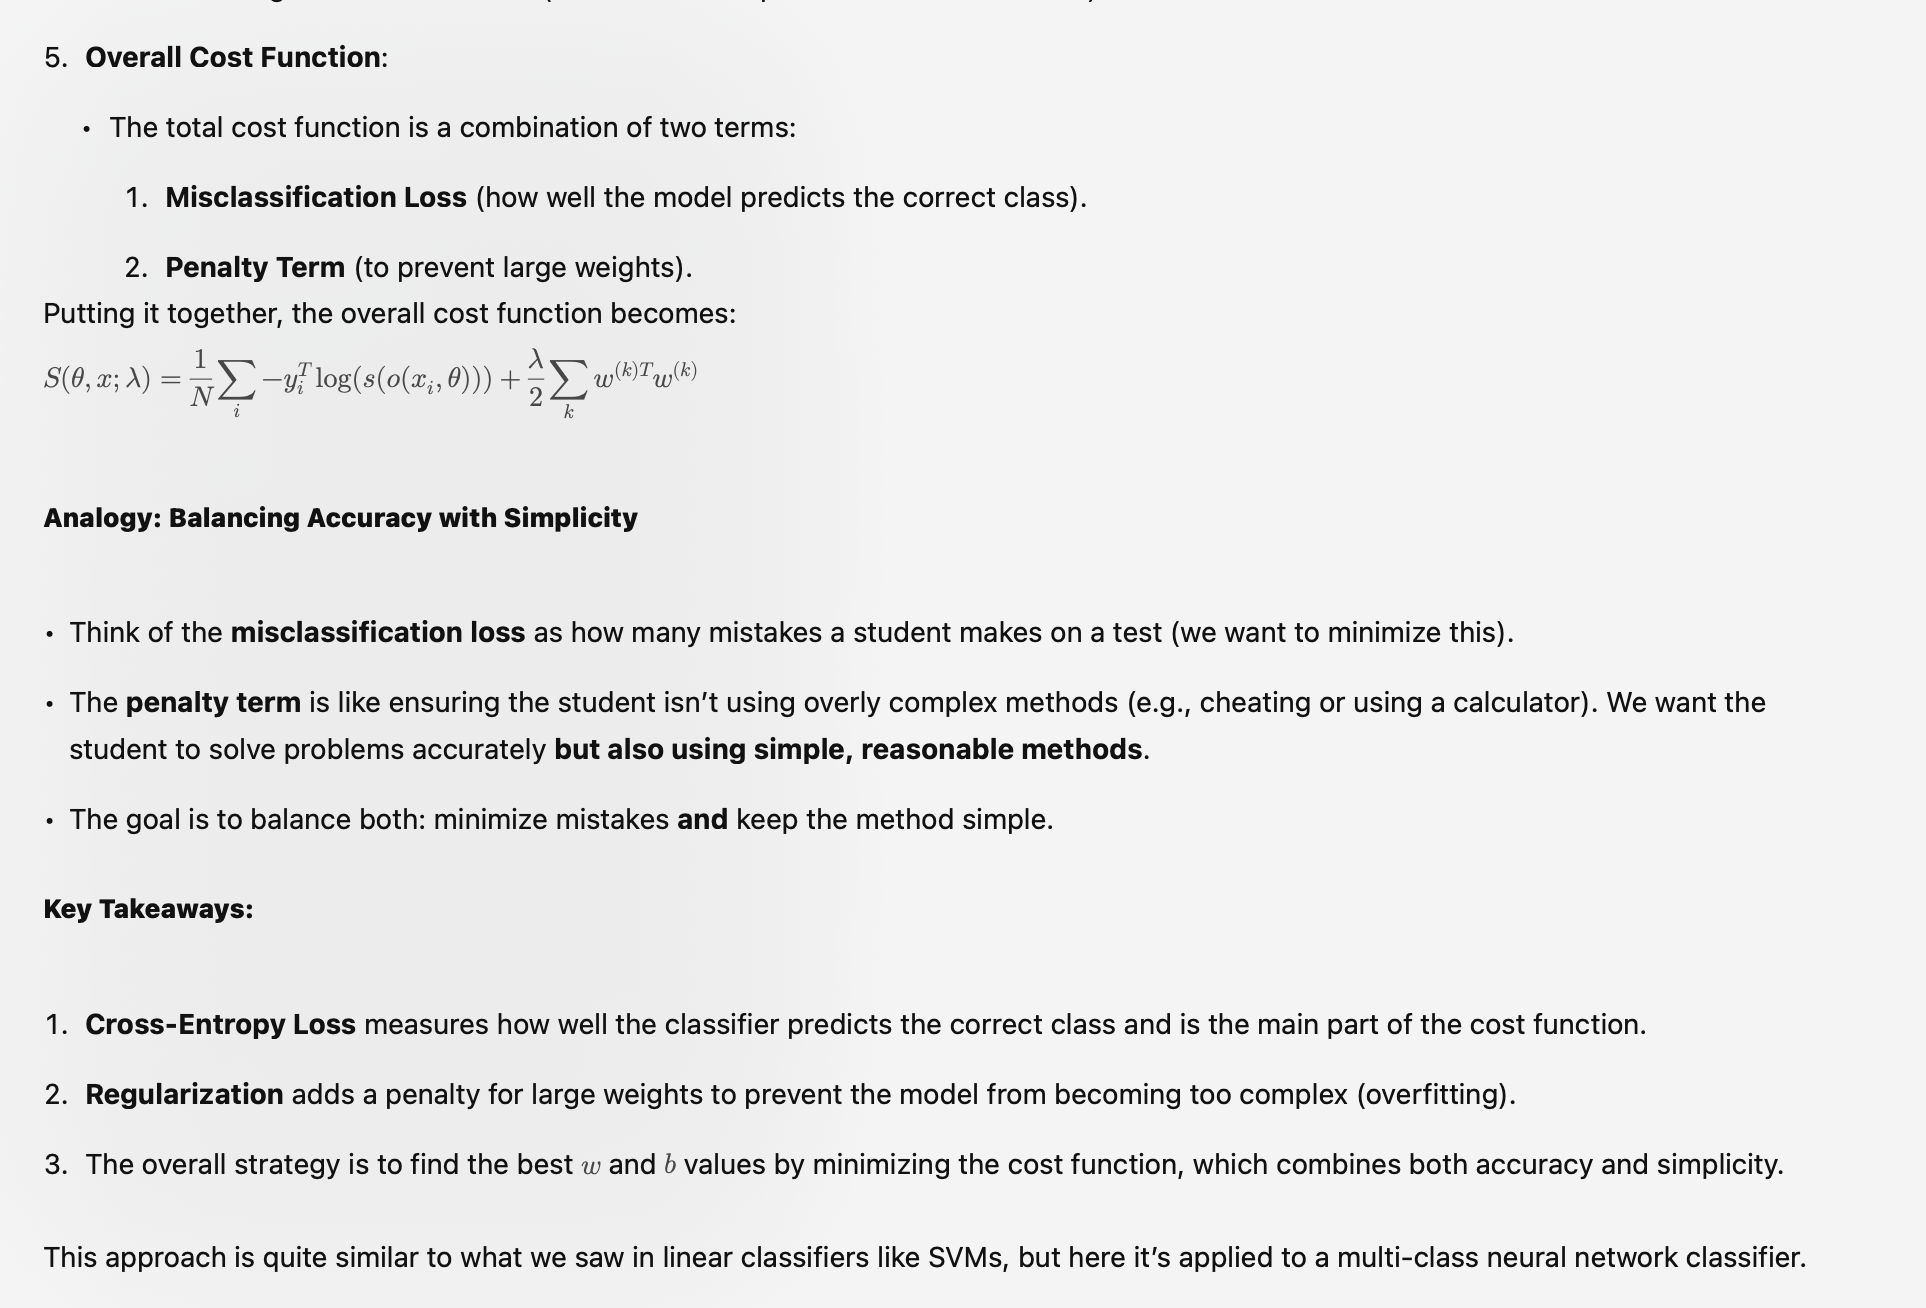 5. Overall Cost Function:
• The total cost function is a combination of two terms:
1. Misclassification Loss (how well the model predicts the correct class).
2. Penalty Term (to prevent large weights).
Putting it together, the overall cost function becomes:
S(θ, x; λ) = \frac{1}{N} \sum_i −y_i^T log(s(o(x_i, θ))) + \frac{λ}{2} \sum_k w^{(k)T} w^{(k)}
Analogy: Balancing Accuracy with Simplicity
• Think of the misclassification loss as how many mistakes a student makes on a test (we want to minimize this).
• The penalty term is like ensuring the student isn’t using overly complex methods (e.g., cheating or using a calculator). We want the
student to solve problems accurately but also using simple, reasonable methods.
• The goal is to balance both: minimize mistakes and keep the method simple.
Key Takeaways:
1. Cross-Entropy Loss measures how well the classifier predicts the correct class and is the main part of the cost function.
2. Regularization adds a penalty for large weights to prevent the model from becoming too complex (overfitting).
3. The overall strategy is to find the best w and b values by minimizing the cost function, which combines both accuracy and simplicity.
This approach is quite similar to what we saw in linear classifiers like SVMs, but here it’s applied to a multi-class neural network classifier.